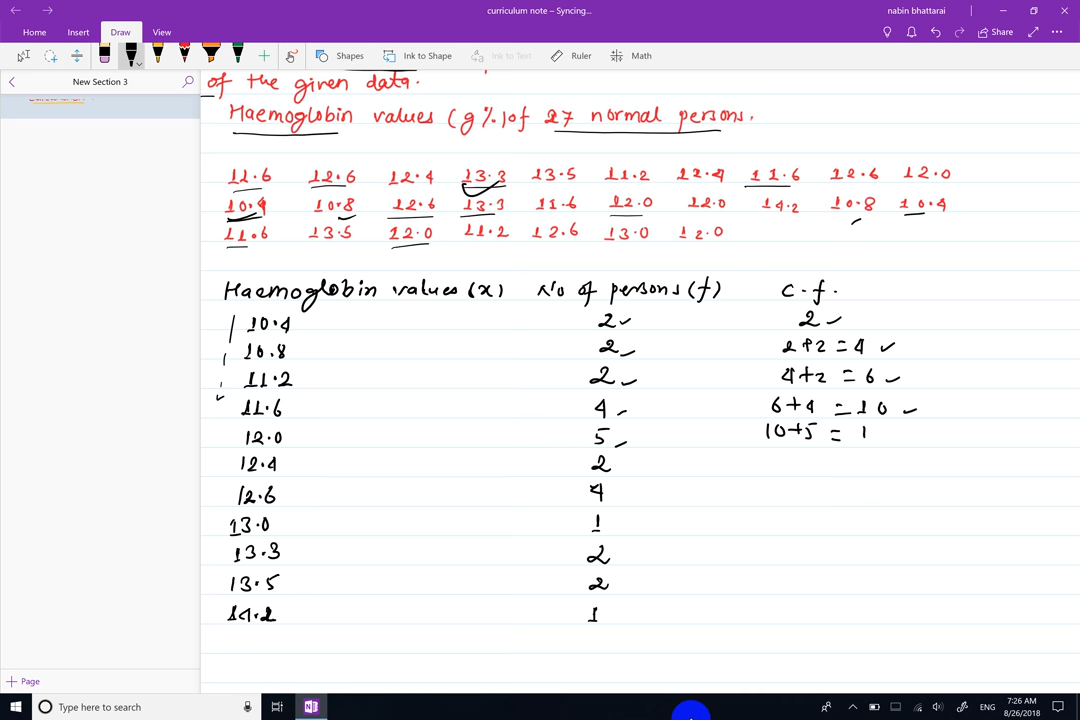 curriculum note – Syncing...
nabin bhattarai
Home Insert Draw View
Share
Shapes Ink to Shape Ink to Text Ruler Math
New Section 3
of the given data.
Haemoglobin values (g%) of 27 normal persons.
11.6 12.6 12.4 13.3 13.5 11.2 12.4 11.6 12.6 12.0
10.4 10.8 12.6 13.3 11.6 12.0 12.0 14.2 10.8 10.4
11.6 13.5 12.0 11.2 12.6 13.0 12.0
Haemoglobin values (x) No of persons (f) c.f.
10.4 2 2
10.8 2 2+2 = 4
11.2 2 4+2 = 6
11.6 4 6+4 = 10
12.0 5 10+5 = 1
12.4 2
12.6 4
13.0 1
13.3 2
13.5 2
14.2 1
+ Page
Type here to search
ENG
7:26 AM
8/26/2018